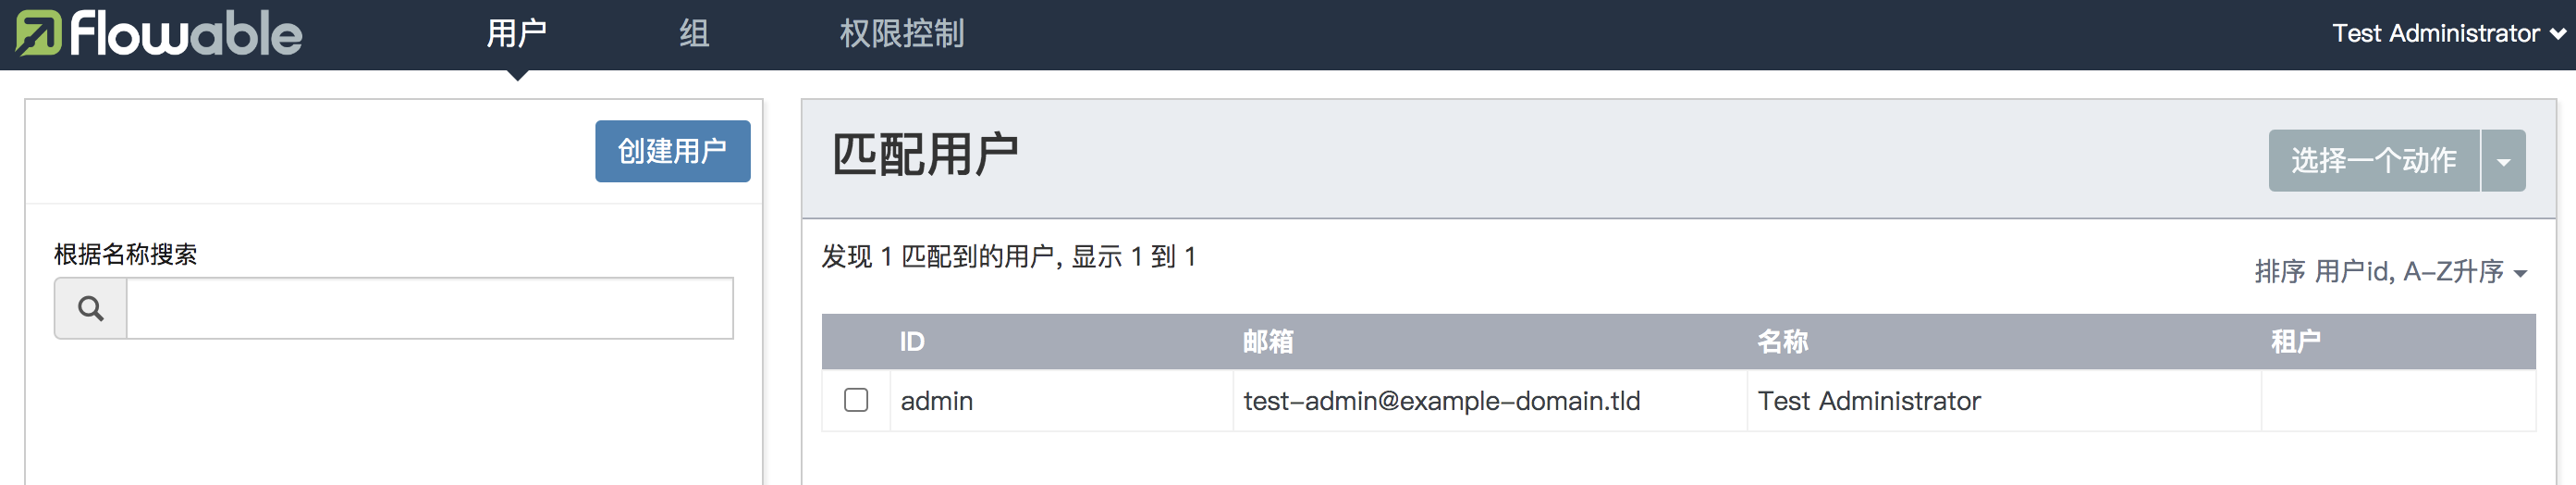 flowable 用户 组 权限控制 Test Administrator
创建用户
根据名称搜索
匹配用户
选择一个动作
发现 1 匹配到的用户, 显示 1 到 1
排序 用户id, A-Z升序
ID 邮箱 名称 租户
admin test-admin@example-domain.tld Test Administrator